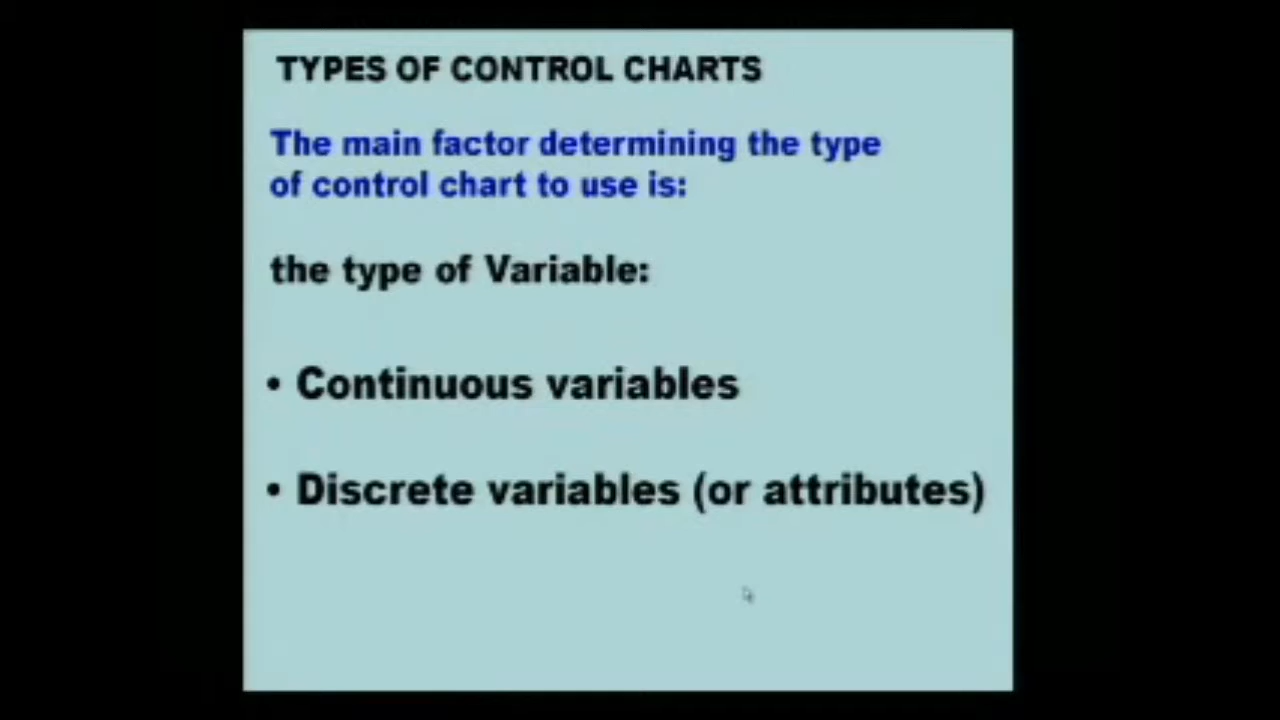 TYPES OF CONTROL CHARTS
The main factor determining the type
of control chart to use is:
the type of Variable:
• Continuous variables
• Discrete variables (or attributes)